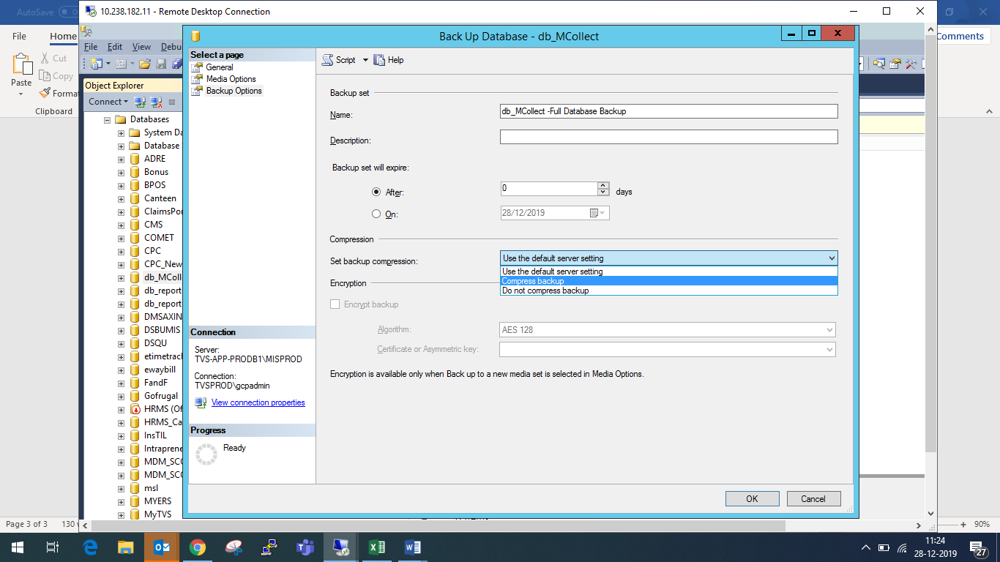 AutoSave
10.238.182.11 - Remote Desktop Connection
File
Home
Comments
Paste
Cut
Copy
Forma
Clipboard
File Edit View Debu
Object Explorer
Connect
Databases
System Da
Database
ADRE
Bonus
BPOS
Canteen
ClaimsPor
CMS
COMET
CPC
CPC_New
db_MColl
db_report
db_report
DMSAXIN
DSBUMIS
DSQU
etimetrac
ewaybill
FandF
Gofrugal
HRMS (Of
HRMS_Ca
InsTIL
Intraprene
MDM_SCC
MDM_SCC
msl
MYERS
MyTVS
Back Up Database - db_MCollect
Select a page
General
Media Options
Backup Options
Connection
Server:
TVS-APP-PRODB1\MISPROD
Connection:
TVSPROD\gcpadmin
View connection properties
Progress
Ready
Script Help
Backup set
Name: db_MCollect -Full Database Backup
Description:
Backup set will expire:
After: 0 days
On: 28/12/2019
Compression
Set backup compression: Use the default server setting
Use the default server setting
Compress backup
Do not compress backup
Encryption
Encrypt backup
Algorithm: AES 128
Certificate or Asymmetric key:
Encryption is available only when Back up to a new media set is selected in Media Options.
OK Cancel
Page 3 of 3 130
90%
11:24
28-12-2019
27